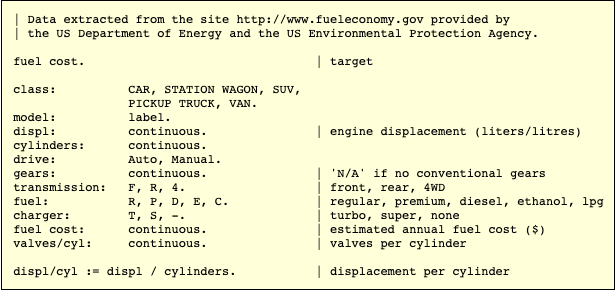 | Data extracted from the site http://www.fueleconomy.gov provided by
| the US Department of Energy and the US Environmental Protection Agency.
fuel cost. | target
class: CAR, STATION WAGON, SUV,
PICKUP TRUCK, VAN.
model: label.
displ: continuous. | engine displacement (liters/litres)
cylinders: continuous.
drive: Auto, Manual.
gears: continuous. | 'N/A' if no conventional gears
transmission: F, R, 4. | front, rear, 4WD
fuel: R, P, D, E, C. | regular, premium, diesel, ethanol, lpg
charger: T, S, -. | turbo, super, none
fuel cost: continuous. | estimated annual fuel cost ($)
valves/cyl: continuous. | valves per cylinder
displ/cyl := displ / cylinders. | displacement per cylinder